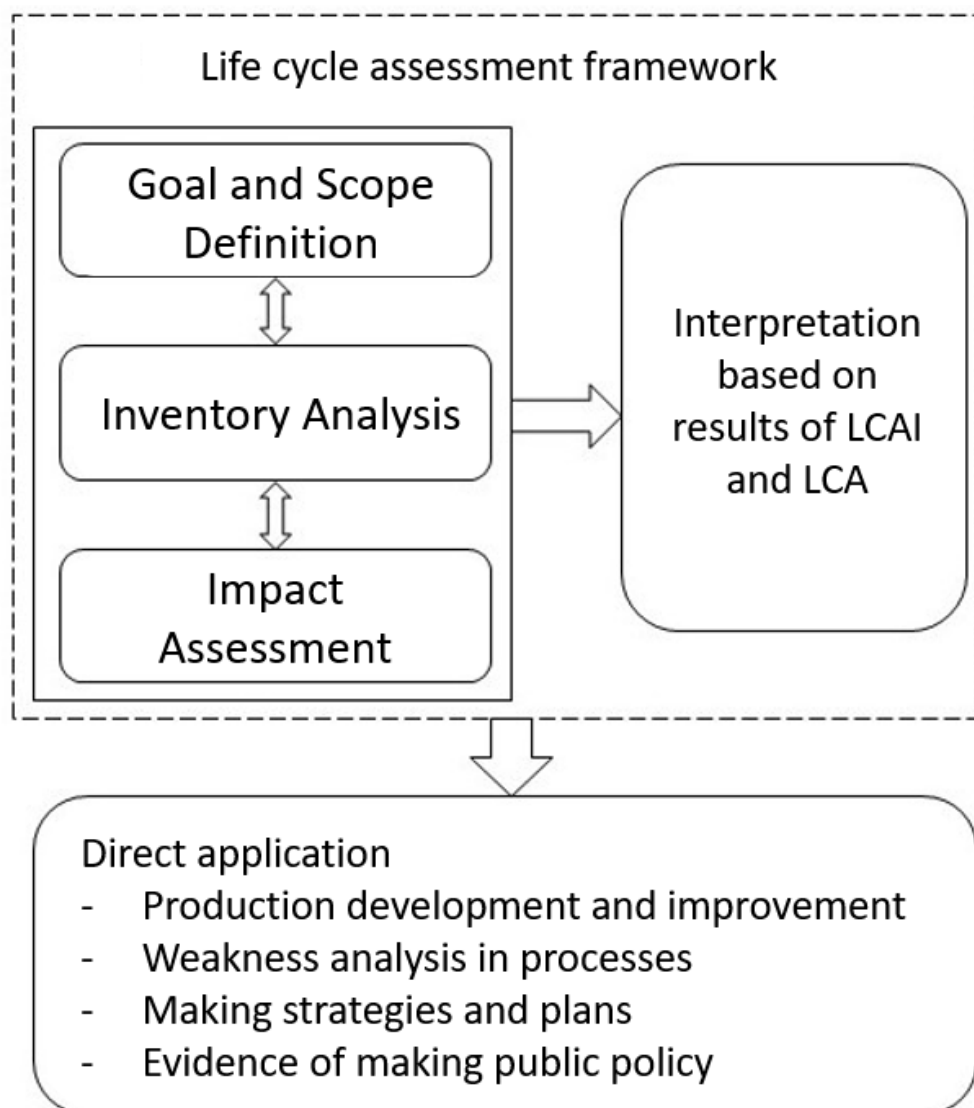 Life cycle assessment framework
Goal and Scope
Definition
Inventory Analysis
Impact
Assessment
Interpretation
based on
results of LCAI
and LCA
Direct application
- Production development and improvement
- Weakness analysis in processes
- Making strategies and plans
- Evidence of making public policy